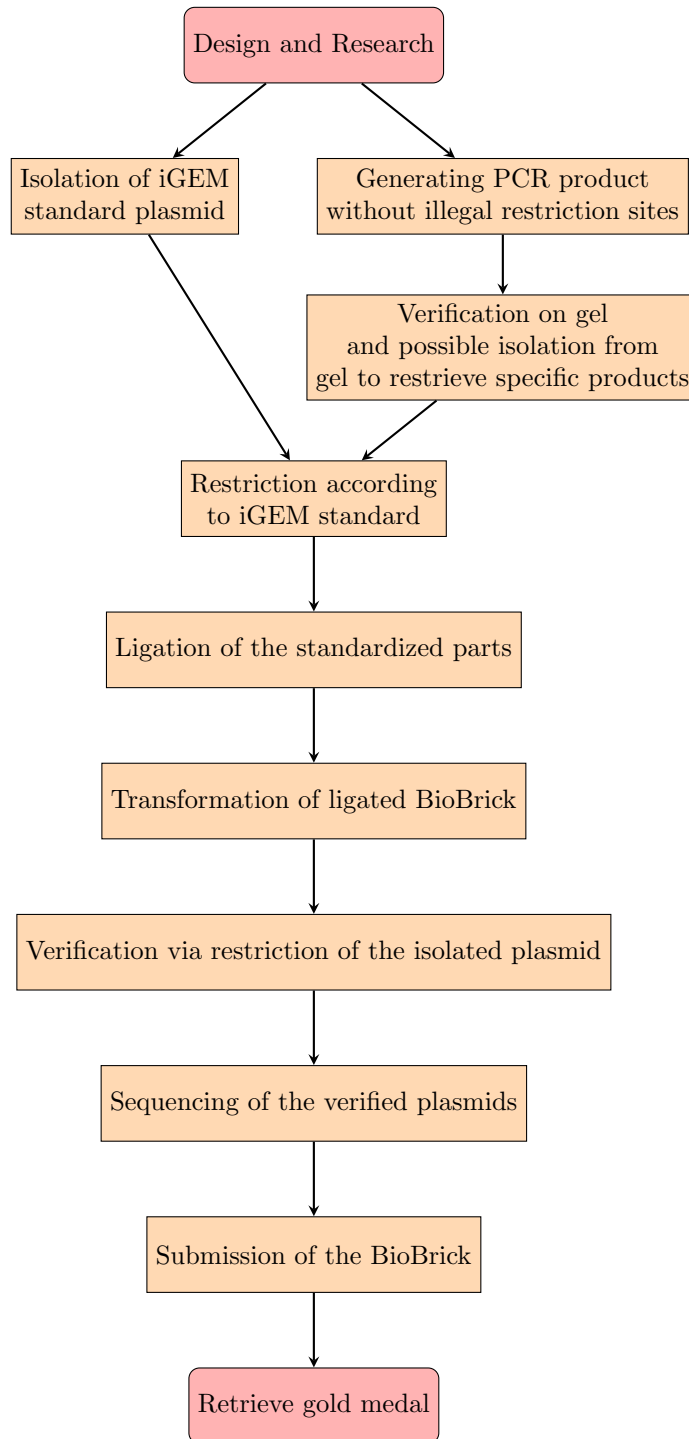 Design and Research
Isolation of iGEM
standard plasmid
Generating PCR product
without illegal restriction sites
Verification on gel
and possible isolation from
gel to restrieve specific products
Restriction according
to iGEM standard
Ligation of the standardized parts
Transformation of ligated BioBrick
Verification via restriction of the isolated plasmid
Sequencing of the verified plasmids
Submission of the BioBrick
Retrieve gold medal